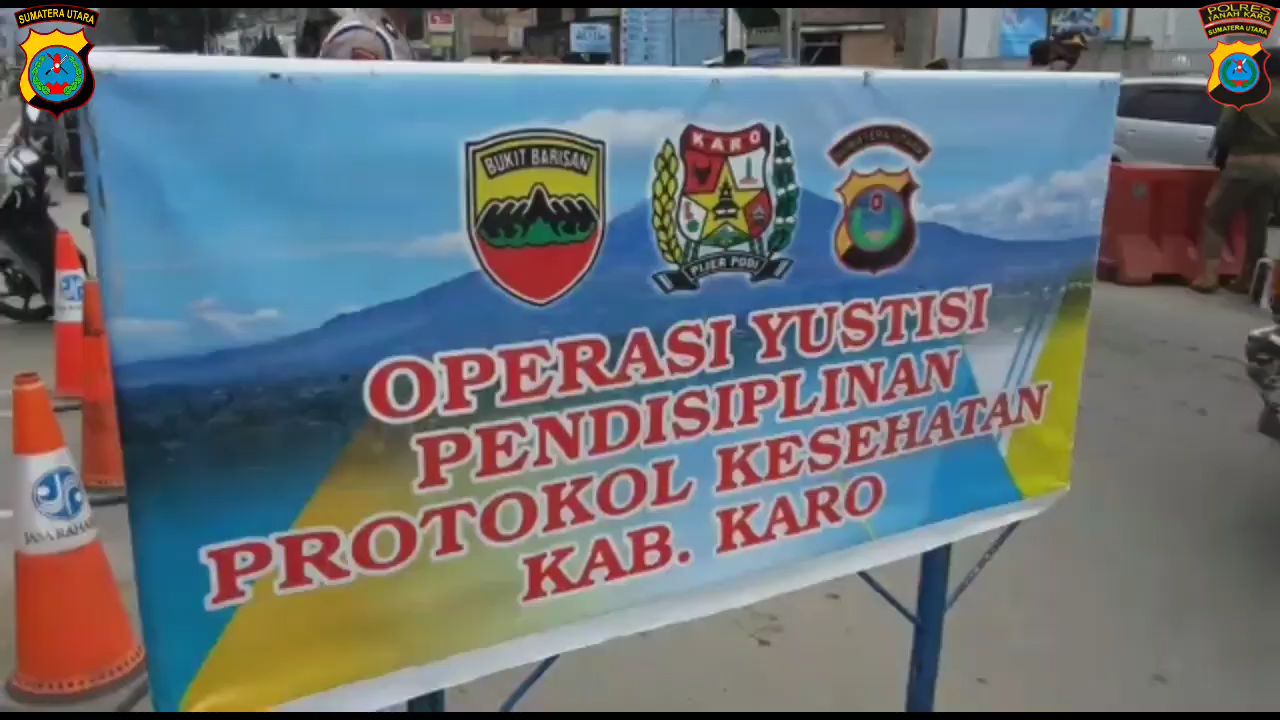 SUMATERA UTARA
POLRES
TANAH KARO
SUMATERA UTARA
BUKIT BARISAN
KARO
PIJER PODI
SUMATERA UTARA
OPERASI YUSTISI
PENDISIPLINAN
PROTOKOL KESEHATAN
KAB. KARO
JASA RAHARJA